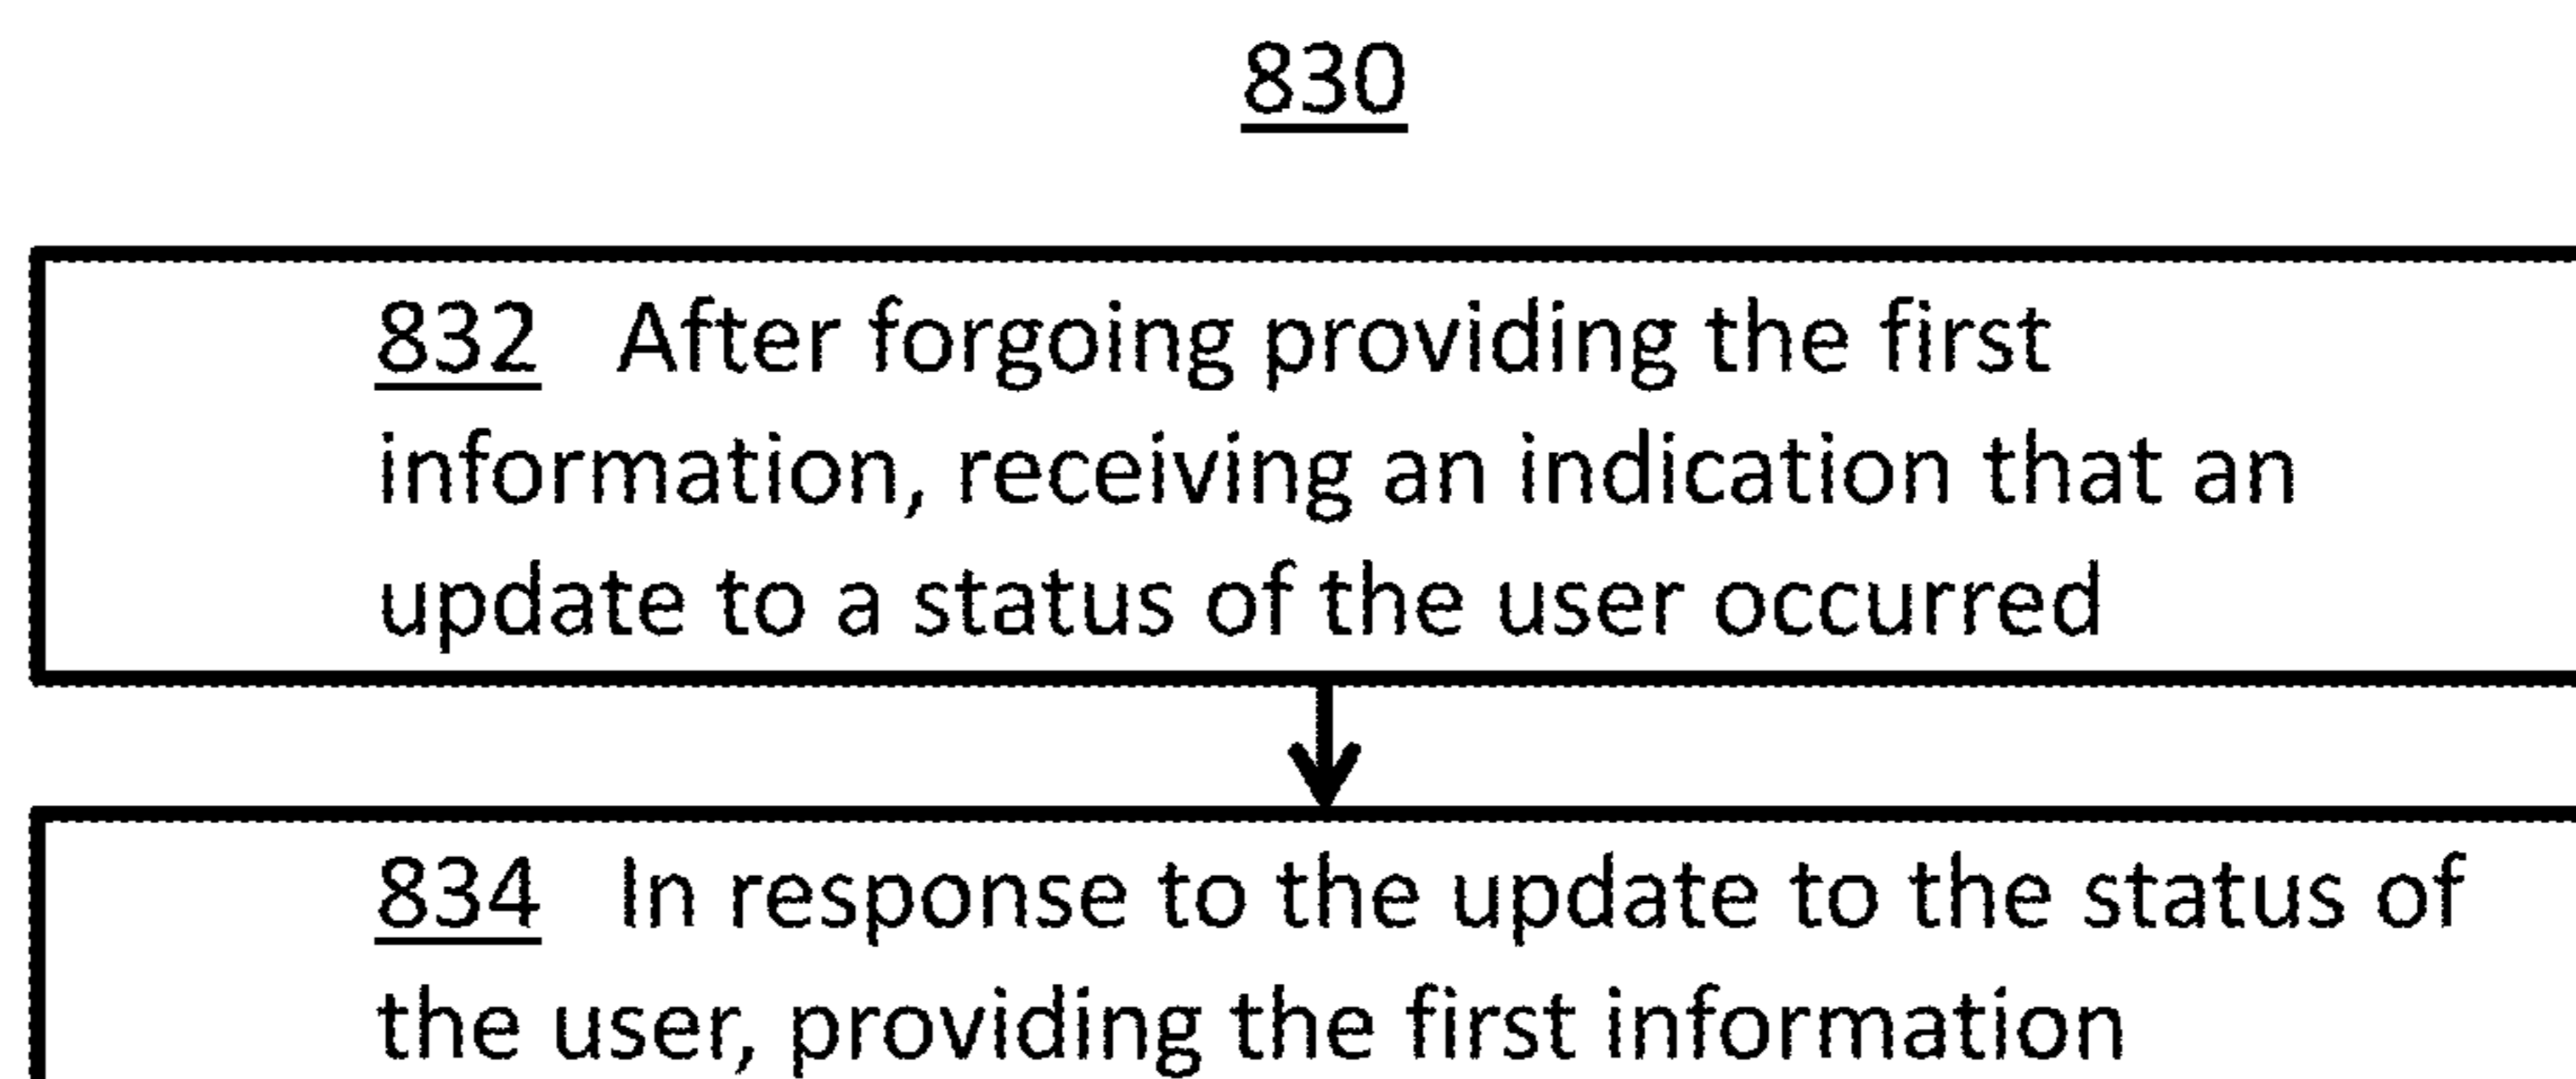 830
832 After forgoing providing the first
information, receiving an indication that an
update to a status of the user occurred
834 In response to the update to the status of
the user, providing the first information